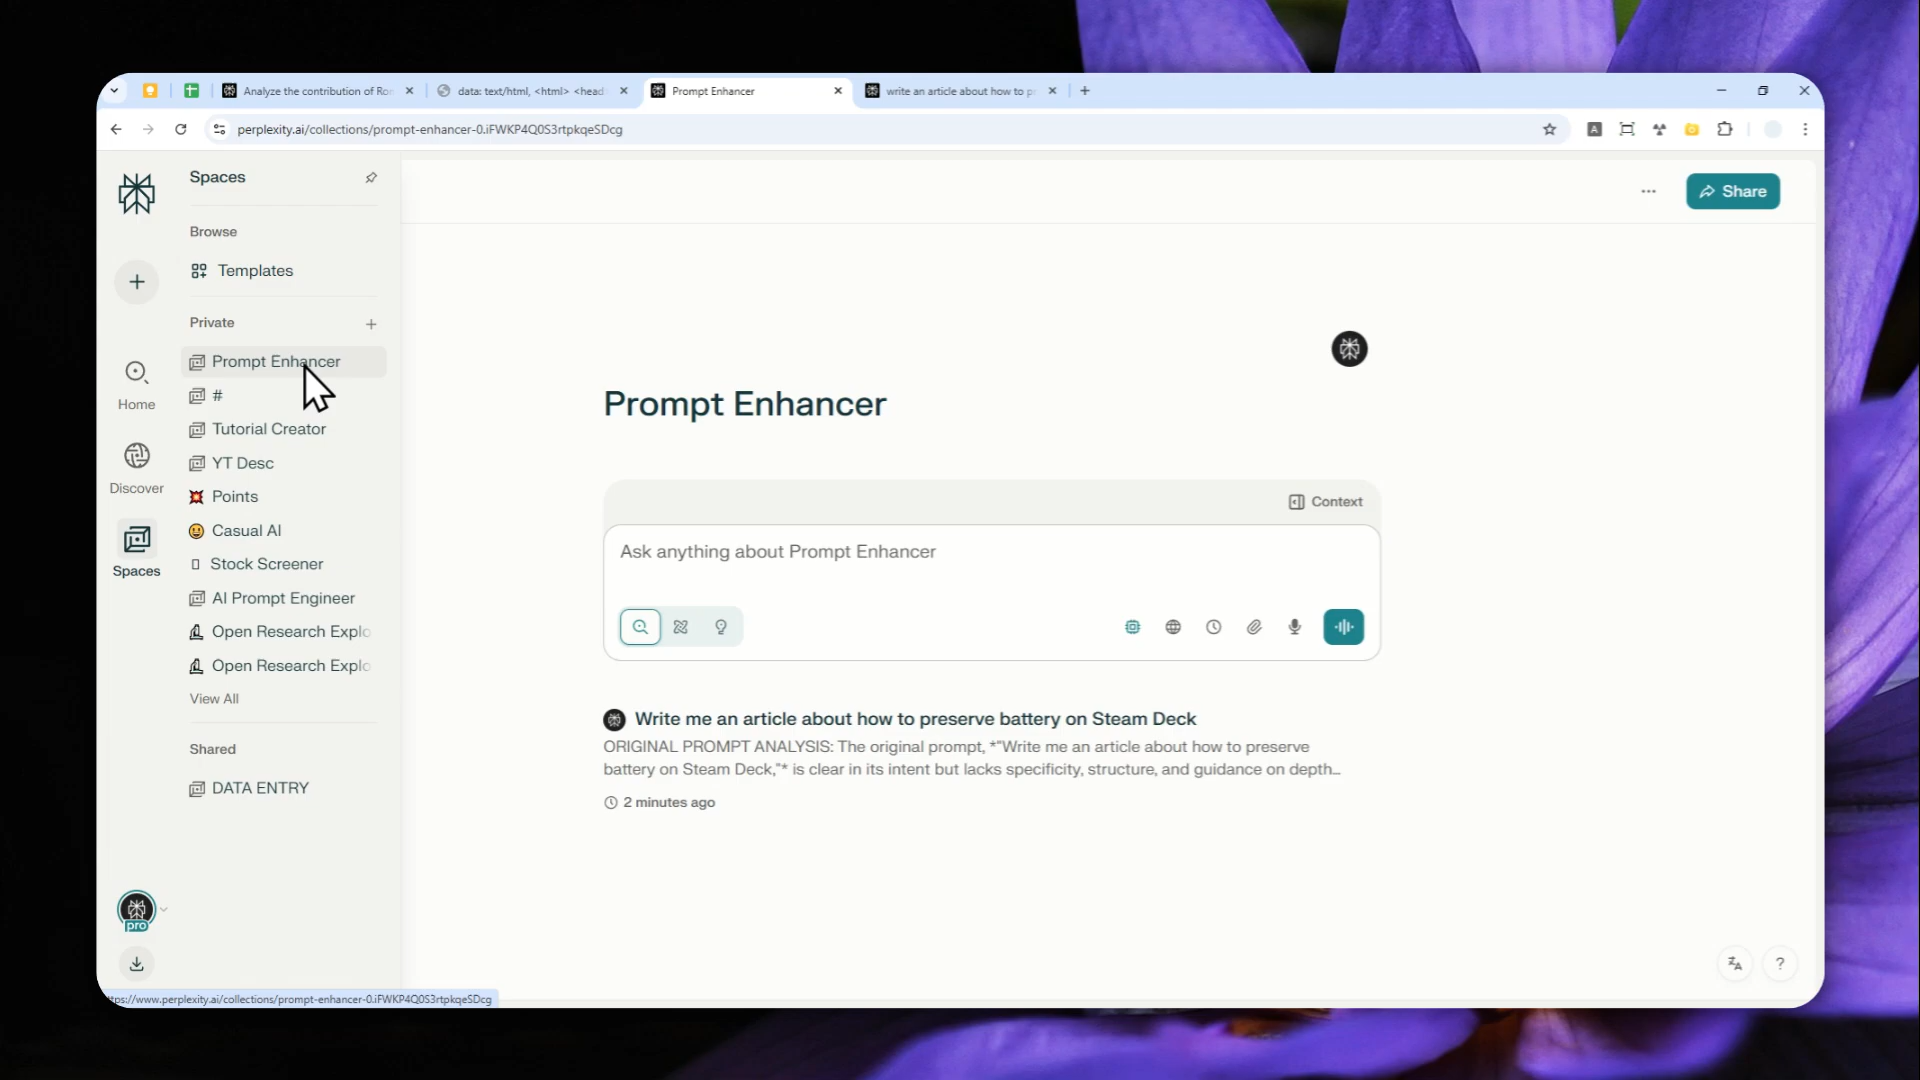 Analyze the contribution of Ro
data: text/html, <html> <head
Prompt Enhancer
write an article about how to p
perplexity.ai/collections/prompt-enhancer-0.iFWKP4Q0S3rtpkqeSDcg
A
Spaces
Share
Browse
Templates
Private
Prompt Enhancer
#
Tutorial Creator
YT Desc
Points
Casual AI
Stock Screener
AI Prompt Engineer
Open Research Explo
Open Research Explo
View All
Shared
DATA ENTRY
Home
Discover
Spaces
pro
Prompt Enhancer
Context
Ask anything about Prompt Enhancer
Write me an article about how to preserve battery on Steam Deck
ORIGINAL PROMPT ANALYSIS: The original prompt, *"Write me an article about how to preserve
battery on Steam Deck,"* is clear in its intent but lacks specificity, structure, and guidance on depth...
2 minutes ago
?
tps://www.perplexity.ai/collections/prompt-enhancer-0.iFWKP4Q0S3rtpkqeSDcg